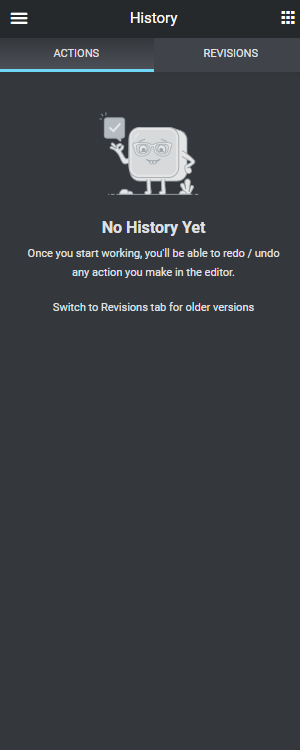 History
ACTIONS
REVISIONS
No History Yet
Once you start working, you'll be able to redo / undo
any action you make in the editor.
Switch to Revisions tab for older versions